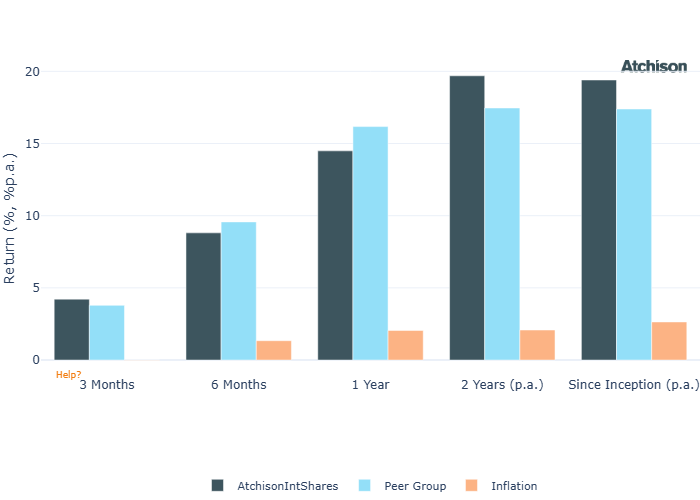 Atchison
20
15
10
5
0
Return (%, %p.a.)
Help?
3 Months
6 Months
1 Year
2 Years (p.a.)
Since Inception (p.a.)
AtchisonIntShares
Peer Group
Inflation